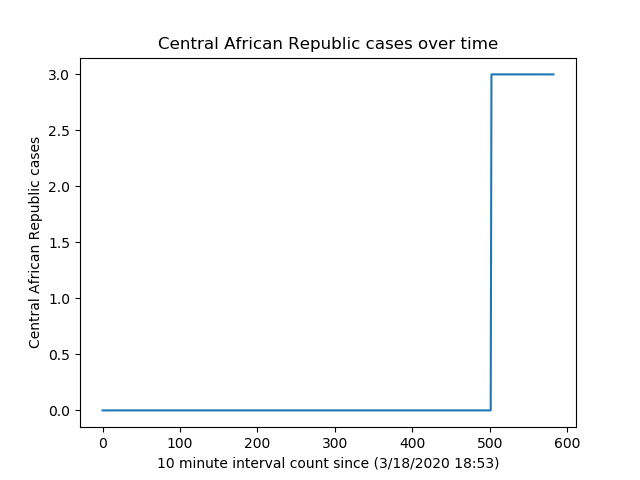 Central African Republic cases over time
3.0
2.5
2.0
1.5
1.0
0.5
0.0
Central African Republic cases
0 100 200 300 400 500 600
10 minute interval count since (3/18/2020 18:53)